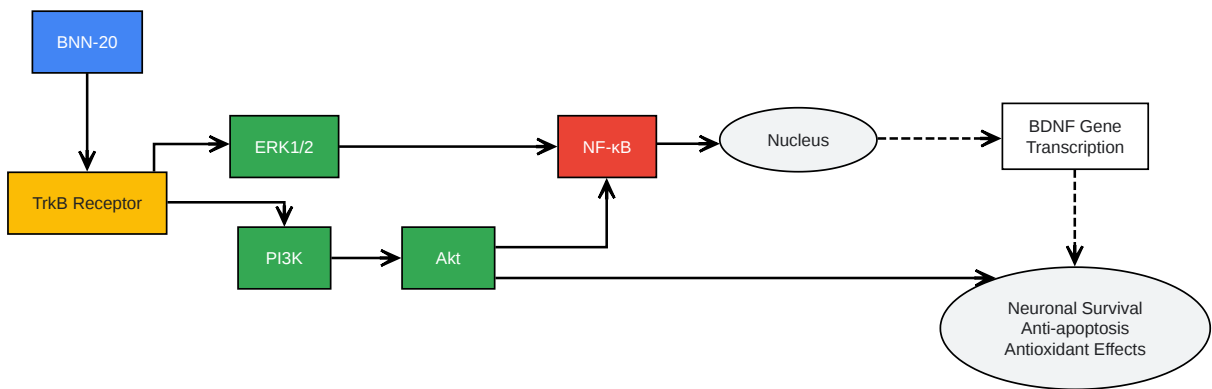 BNN-20
TrkB Receptor
ERK1/2
PI3K
Akt
NF-κB
Nucleus
BDNF Gene
Transcription
Neuronal Survival
Anti-apoptosis
Antioxidant Effects